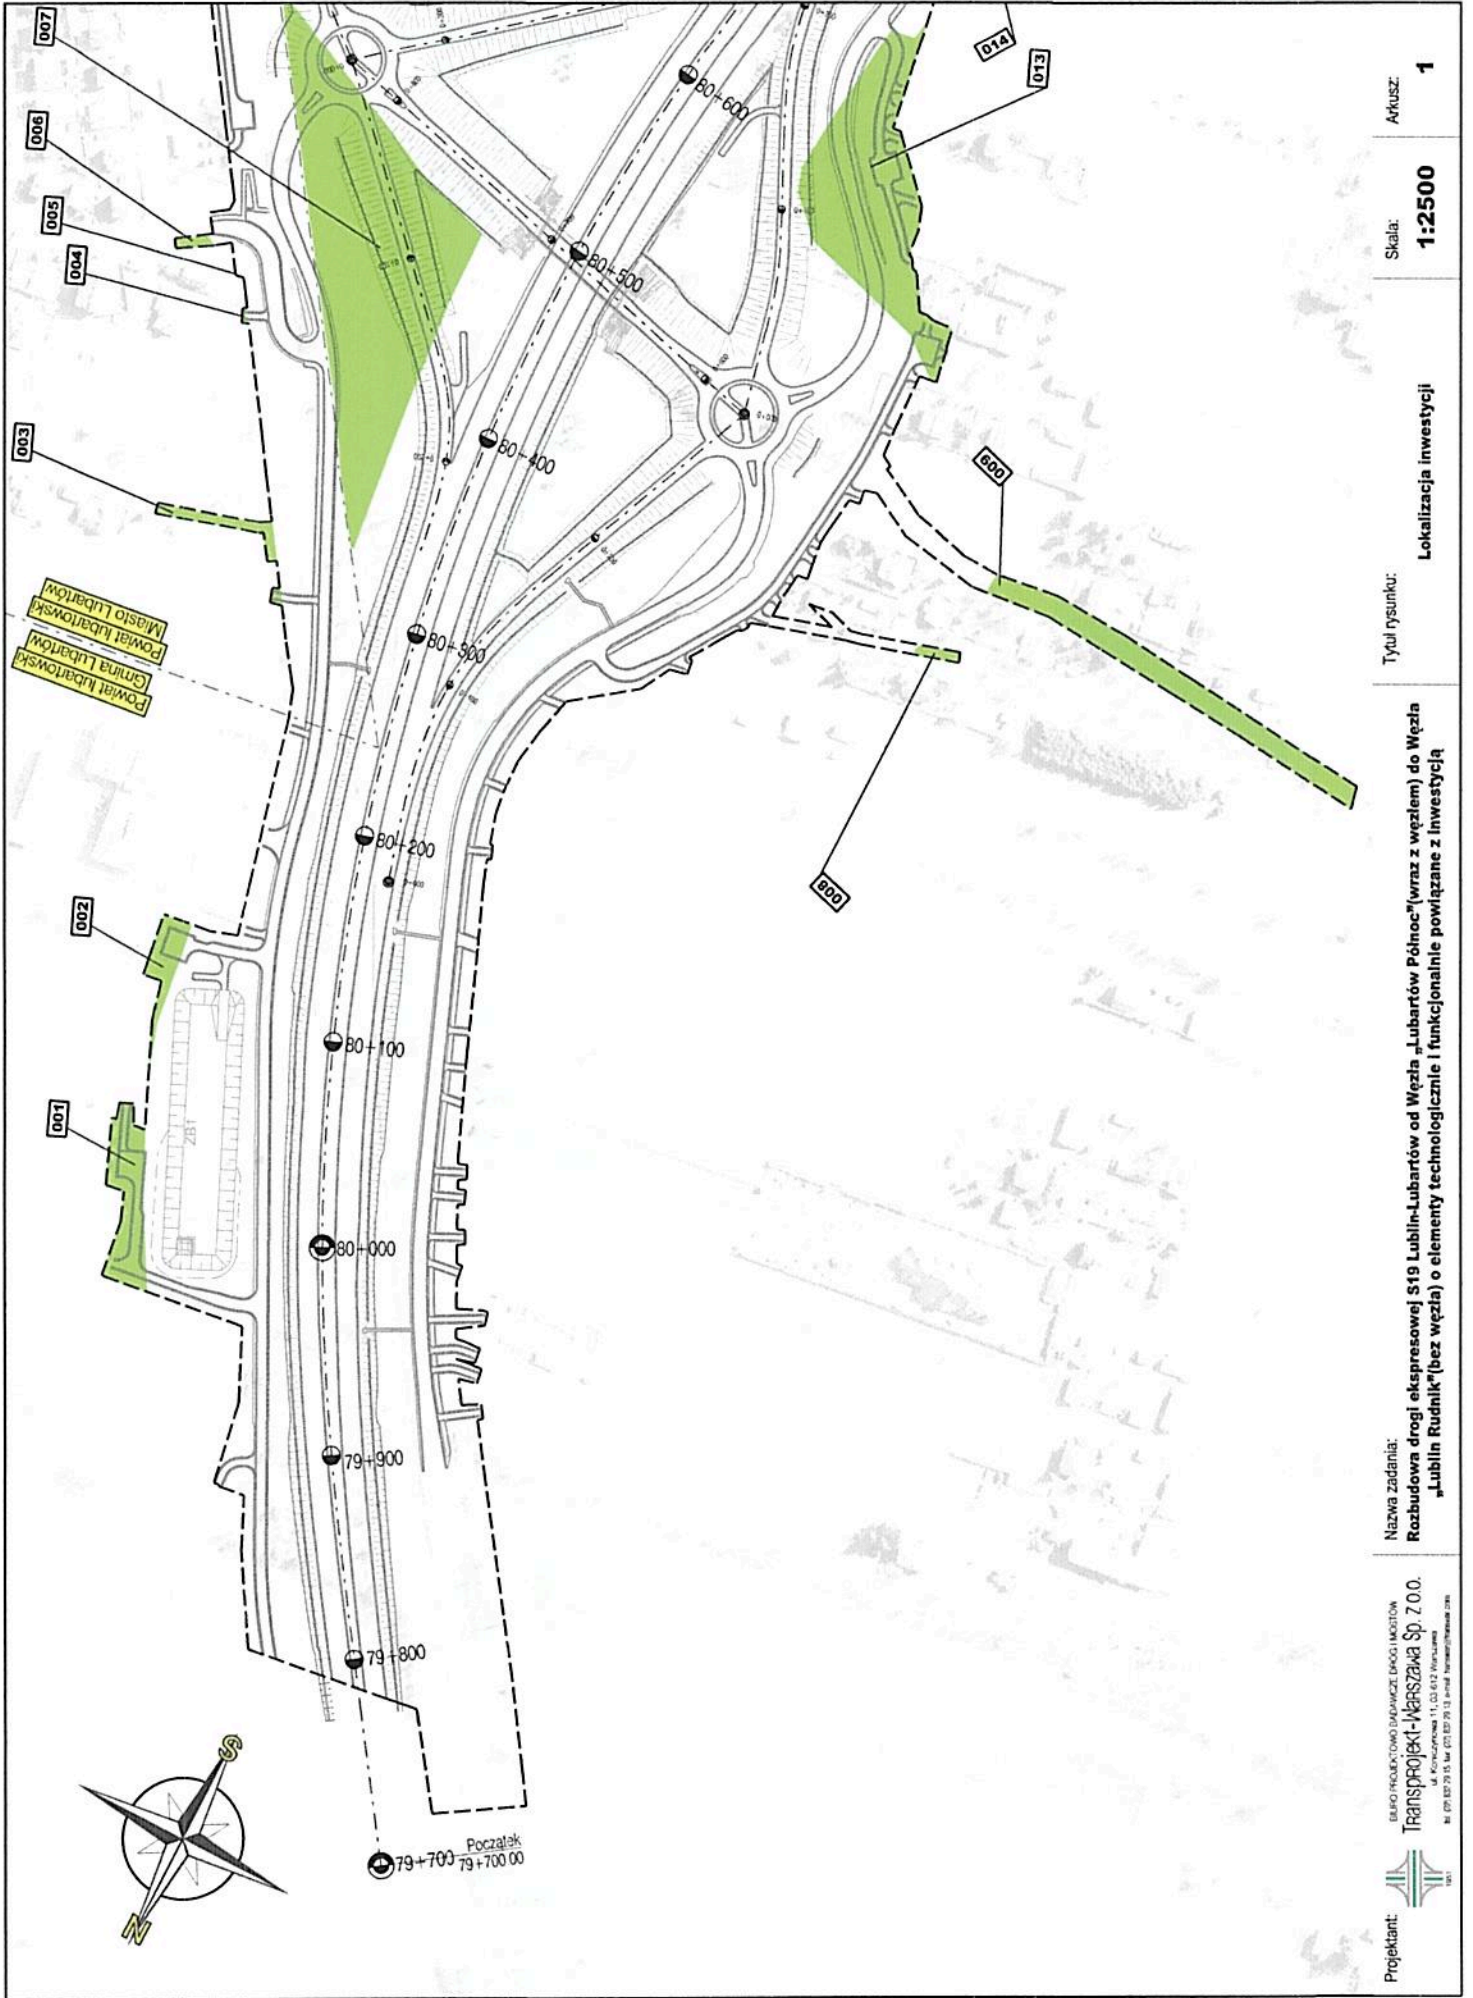 001
002
003
004
005
006
007
008
009
013
014
Powiat lubartowski
Gmina Lubartów
Powiat lubartowski
Miasto Lubartów
ZB1
N
S
79+700
Początek
79+700.00
79+800
79+900
80+000
80+100
80+200
80+300
80+400
80+500
80+600
Projektant:
BIURO PROJEKTOWO BADAWCZE DRÓG I MOSTÓW
Transprojekt-Warszawa Sp. z o.o.
Nazwa zadania:
Rozbudowa drogi ekspresowej S19 Lublin-Lubartów od Węzła „Lubartów Północ"(wraz z węzłem) do Węzła
„Lublin Rudnik"(bez węzła) o elementy technologicznie i funkcjonalnie powiązane z inwestycją
Tytuł rysunku:
Lokalizacja inwestycji
Skala:
1:2500
Arkusz:
1